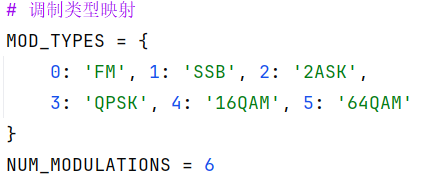 # 调制类型映射
MOD_TYPES = {
    0: 'FM', 1: 'SSB', 2: '2ASK',
    3: 'QPSK', 4: '16QAM', 5: '64QAM'
}
NUM_MODULATIONS = 6